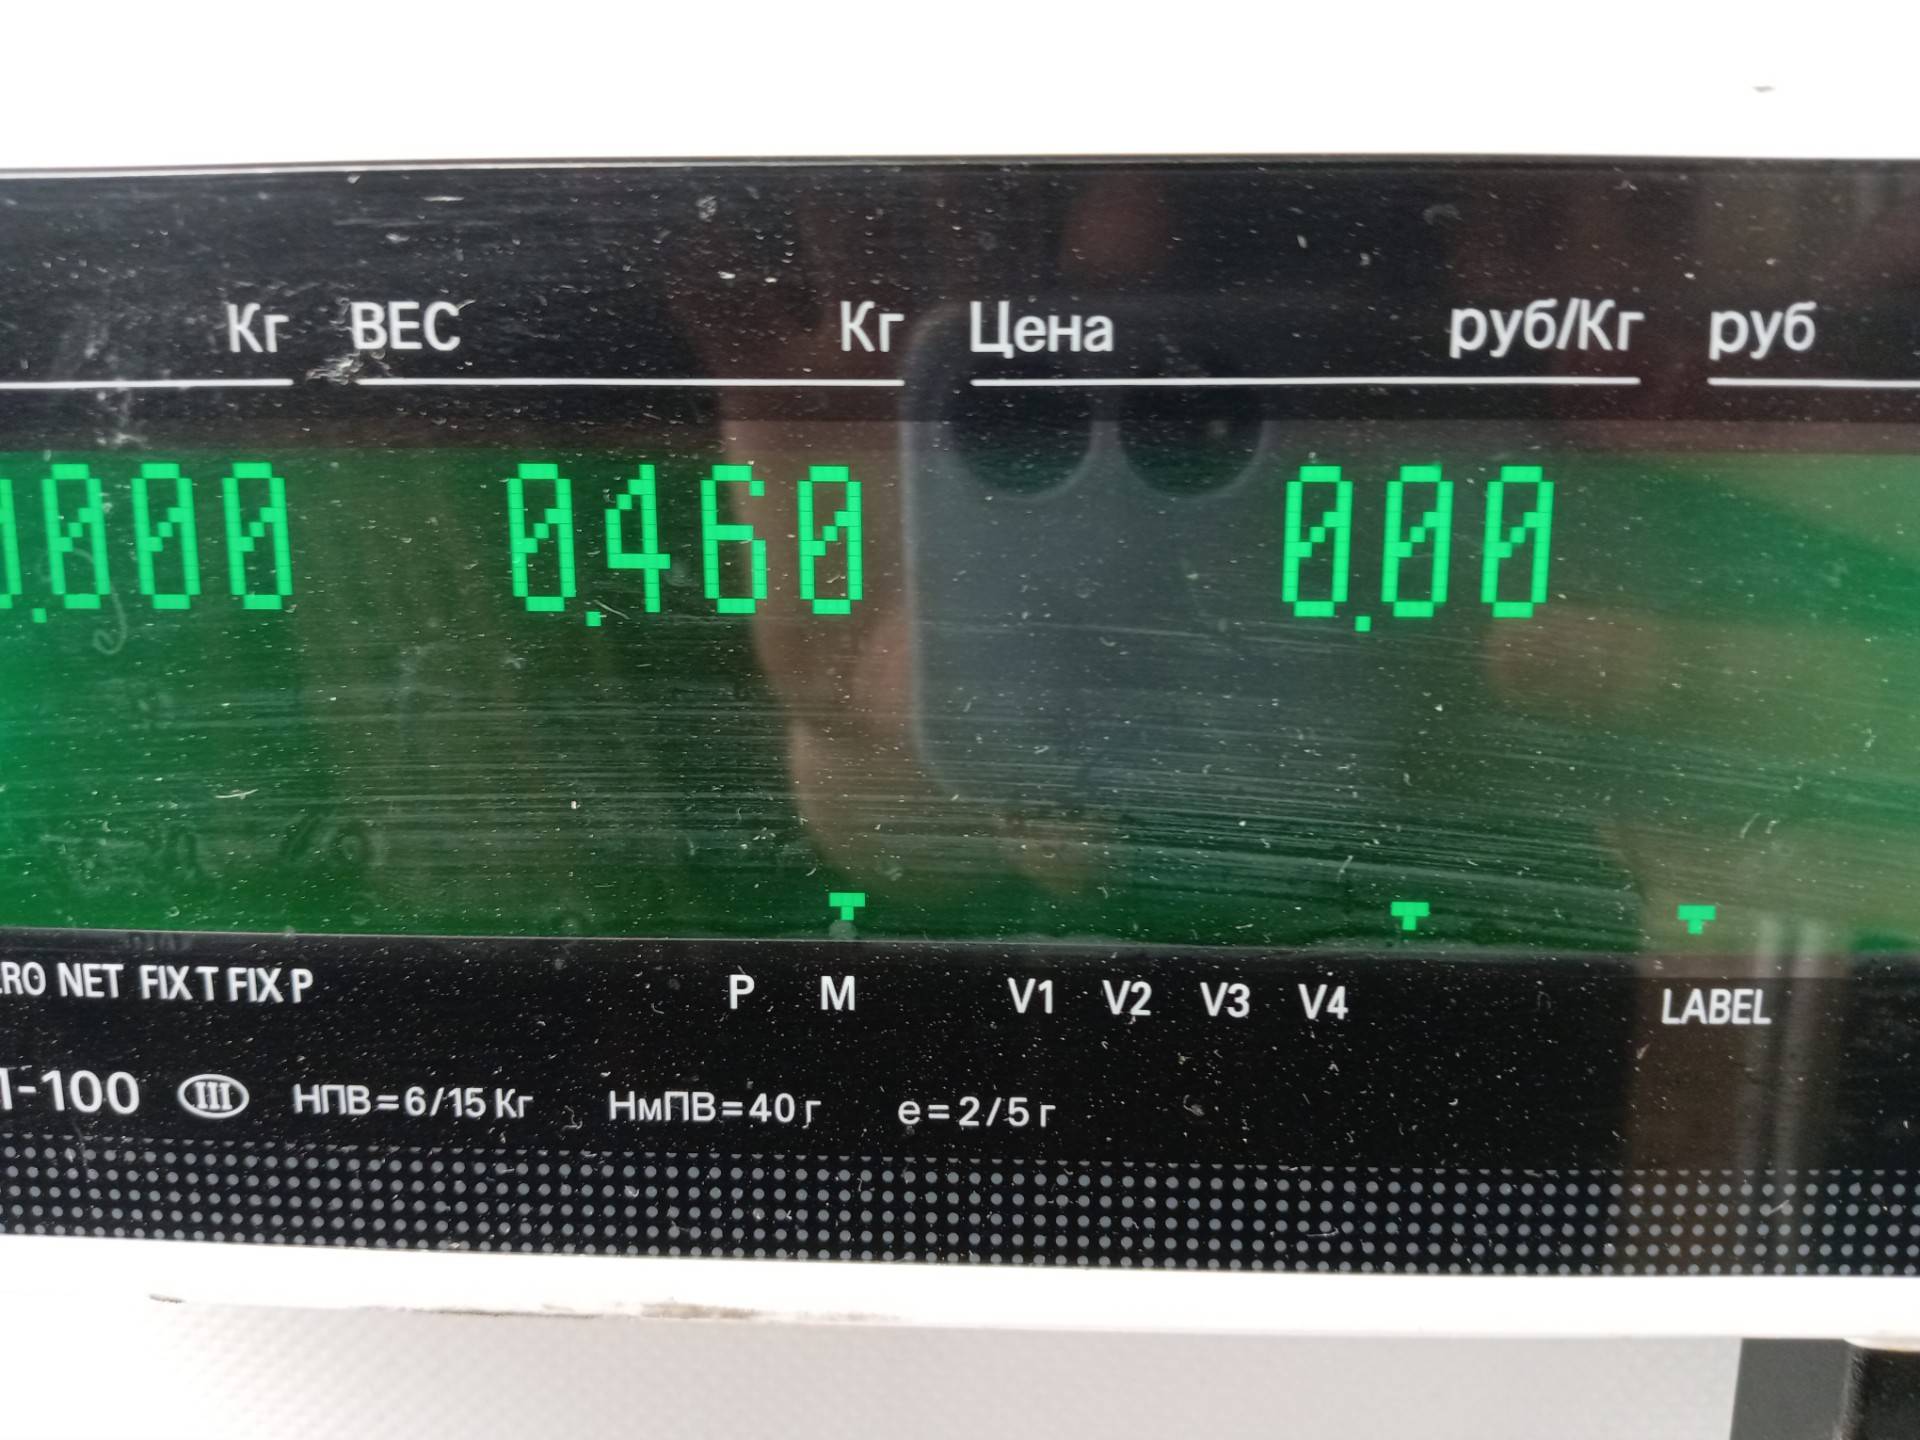 Кг ВЕС Кг Цена руб/Кг руб
0.000 0.460 0.00
NET FIX T FIX P P M V1 V2 V3 V4 LABEL
-100 III НПВ=6/15 Кг НмПВ=40 г e=2/5 г